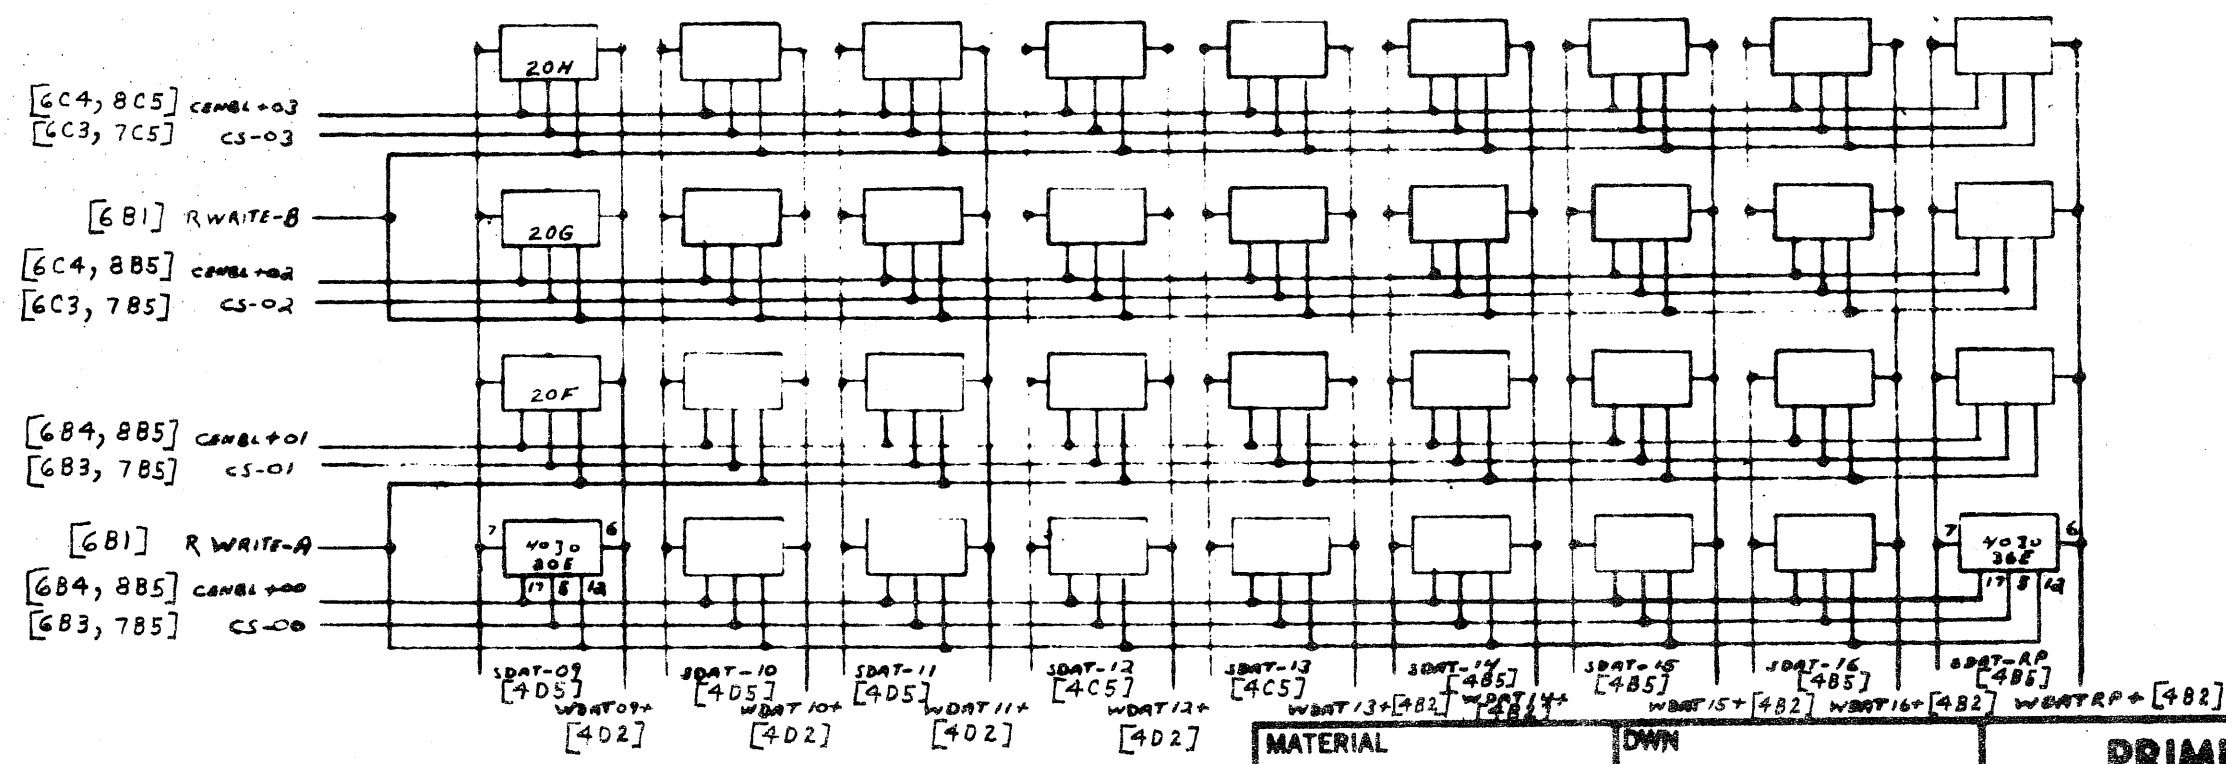 20H
[6C4, 8C5] CENBL+03
[6C3, 7C5] CS-03
[6B1] RWRITE-B
20G
[6C4, 8B5] CENBL+02
[6C3, 7B5] CS-02
20F
[6B4, 8B5] CENBL+01
[6B3, 7B5] CS-01
[6B1] R WRITE-A
7 4030 6
17 8 12
7 4030 6
36E
17 8 12
[6B4, 8B5] CENBL+00
[6B3, 7B5] CS-00
SDAT-09 SDAT-10 SDAT-11 SDAT-12 SDAT-13 SDAT-14 SDAT-15 SDAT-16 SDAT-RP
[4D5] [4D5] [4D5] [4C5] [4C5] [4B5] [4B5] [4B5] [4B5]
WDAT09+ WDAT10+ WDAT11+ WDAT12+ WDAT13+[4B2] WDAT14+ WDAT15+[4B2] WDAT16+[4B2] WDATRP+[4B2]
[4D2] [4D2] [4D2] [4D2]
MATERIAL DWN